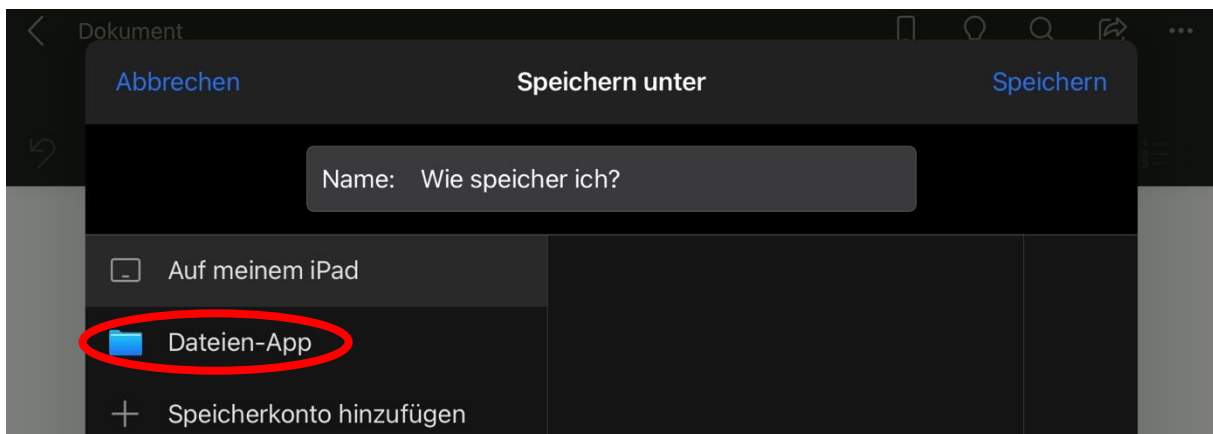 Dokument
Abbrechen Speichern unter Speichern
Name: Wie speicher ich?
Auf meinem iPad
Dateien-App
Speicherkonto hinzufügen